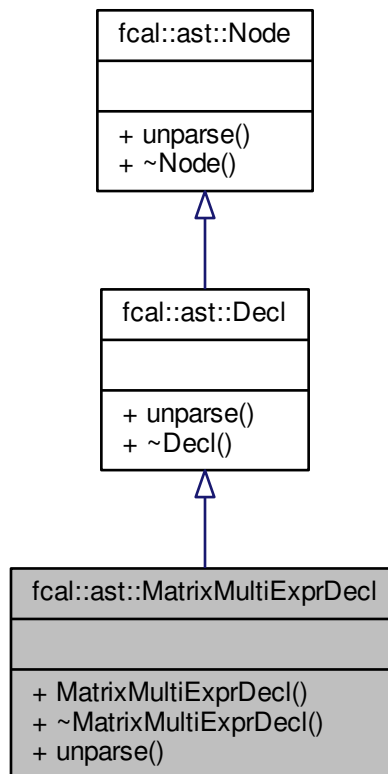 fcal::ast::Node
+ unparse()
+ ~Node()
fcal::ast::Decl
+ unparse()
+ ~Decl()
fcal::ast::MatrixMultiExprDecl
+ MatrixMultiExprDecl()
+ ~MatrixMultiExprDecl()
+ unparse()